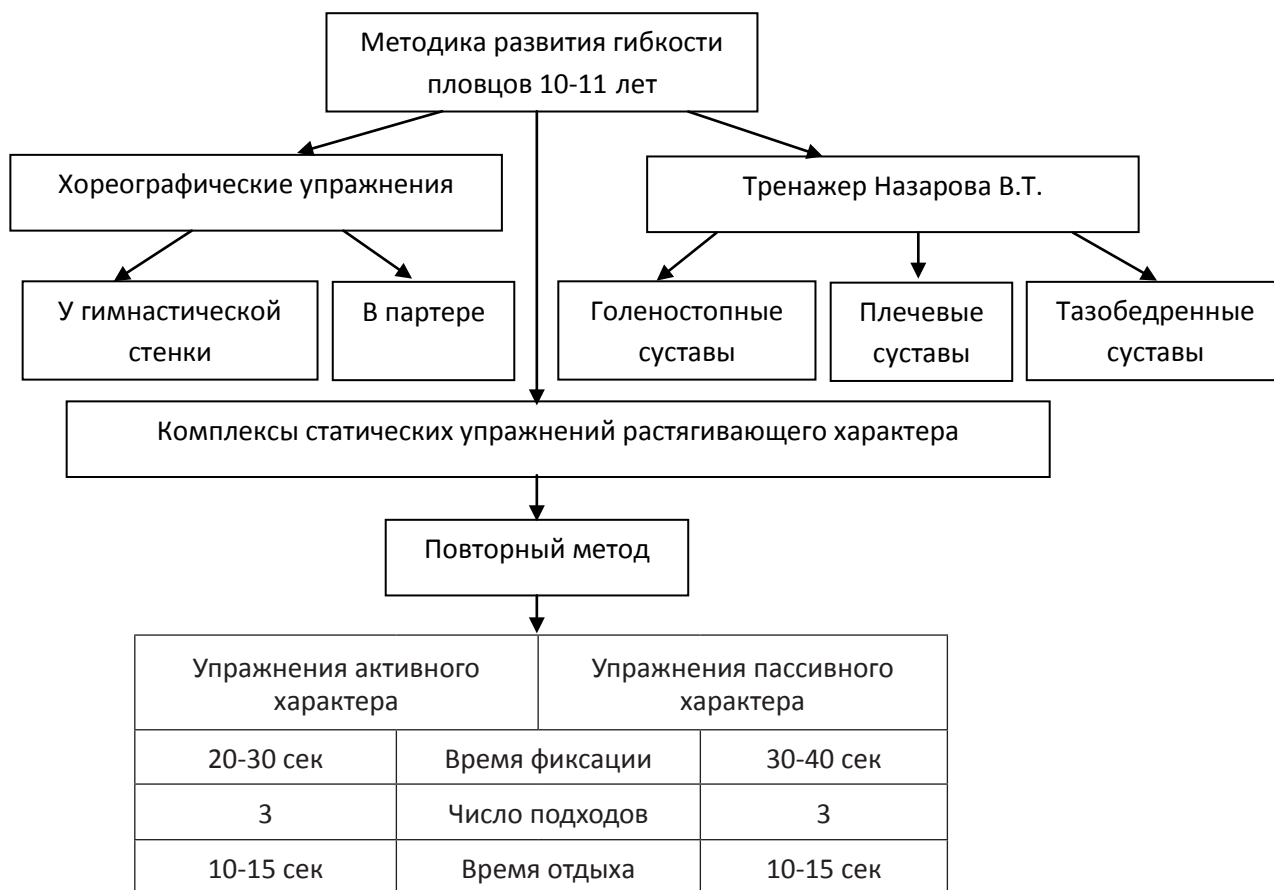 Методика развития гибкости
пловцов 10-11 лет
Хореографические упражнения
Тренажер Назарова В.Т.
У гимнастической
стенки
В партере
Голеностопные
суставы
Плечевые
суставы
Тазобедренные
суставы
Комплексы статических упражнений растягивающего характера
Повторный метод
Упражнения активного
характера
Упражнения пассивного
характера
20-30 сек
Время фиксации
30-40 сек
3
Число подходов
3
10-15 сек
Время отдыха
10-15 сек